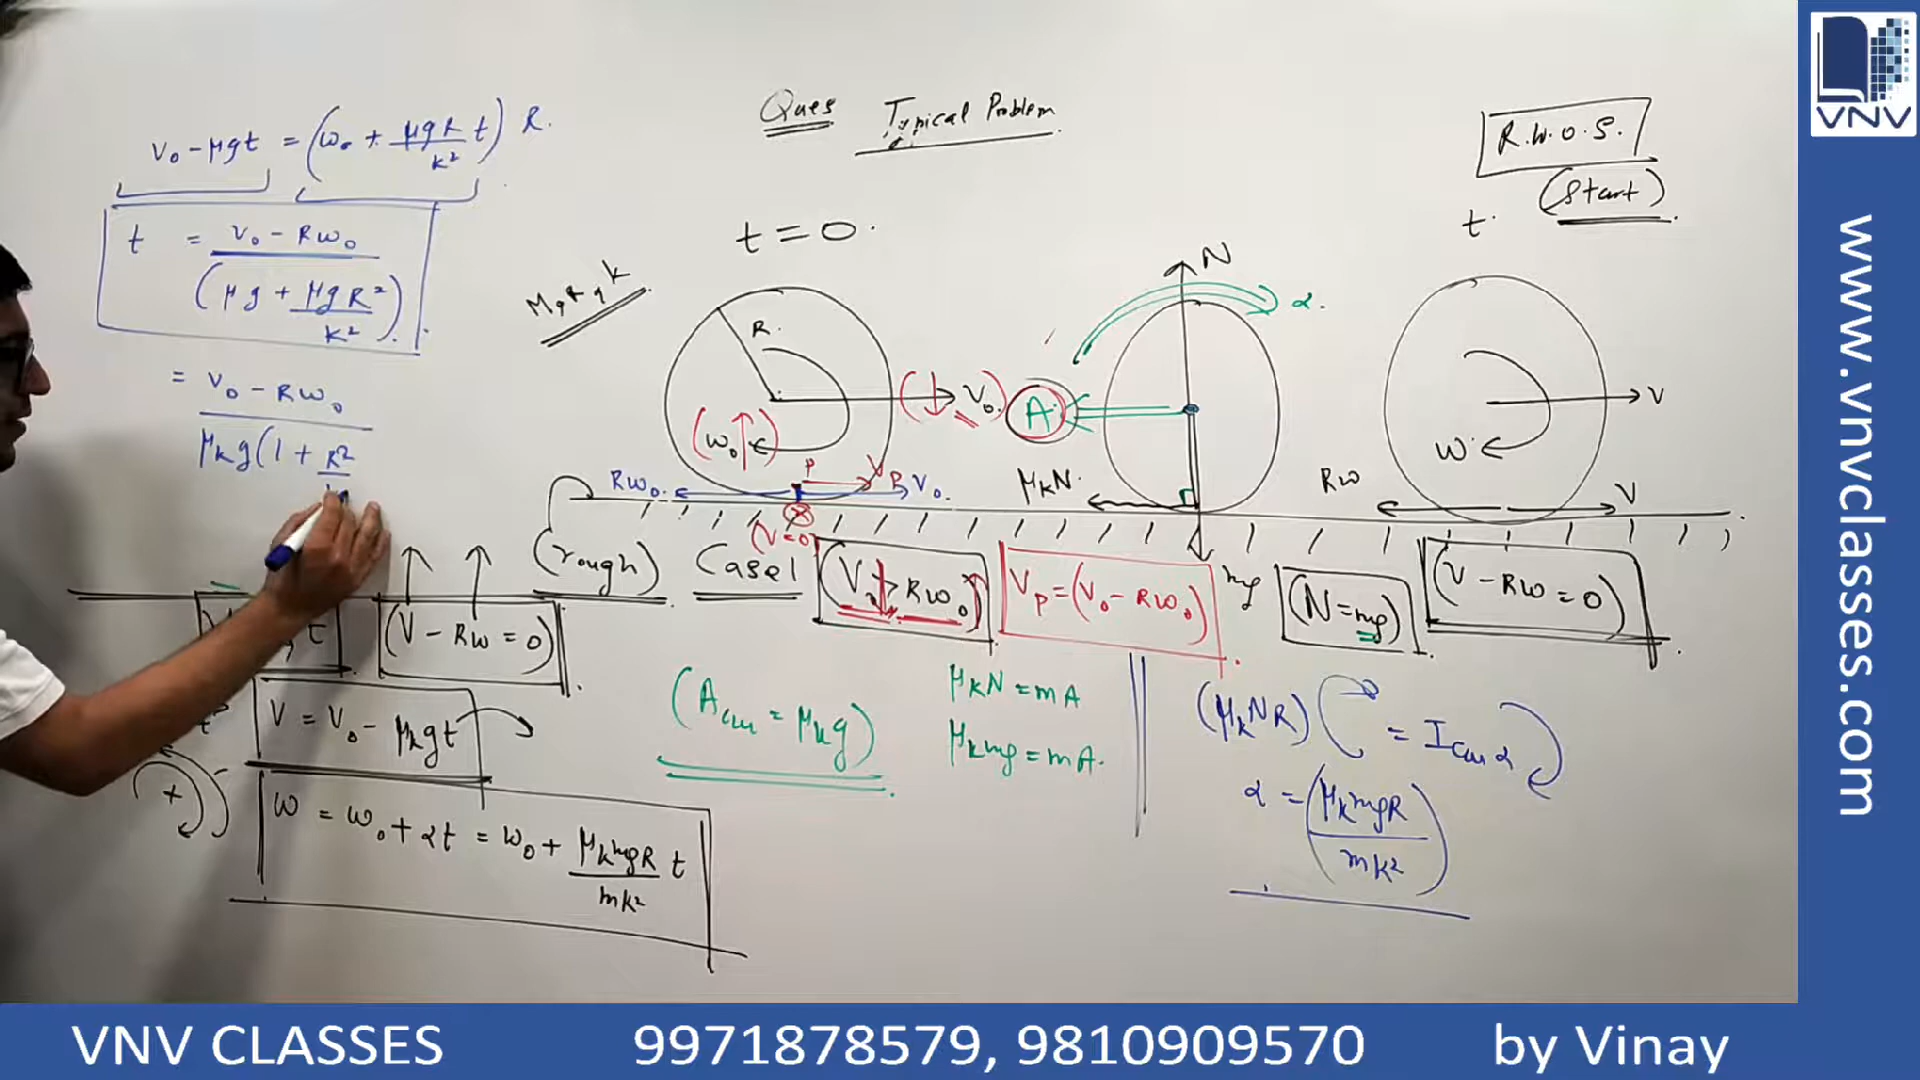 Ques Typical Problem
R.W.O.S.
(Start)
t.
t = 0.
V₀ - μgt = (ω₀ + μgR/k² t) R.
t = V₀ - Rω₀ / (μg + μgR²/k²).
= V₀ - Rω₀ / μₖg(1 + R²
M, R, k
R.
V₀.
ω₀
P
Rω₀
V₀.
(V=0)
A
N
α.
μₖN.
mg
V
ω
Rω
V
(rough) Case 1
(V₀ > Rω₀)
Vₚ = (V₀ - Rω₀)
(N = mg)
(V - Rω = 0)
t
(V - Rω = 0)
V = V₀ - μₖgt
+
ω = ω₀ + αt = ω₀ + μₖmgR/mk² t
(Acm = μₖg)
μₖN = mA
μₖmg = mA.
(μₖNR) = Icm α
α = (μₖmgR/mk²)
VNV
www.vnvclasses.com
VNV CLASSES 9971878579, 9810909570 by Vinay